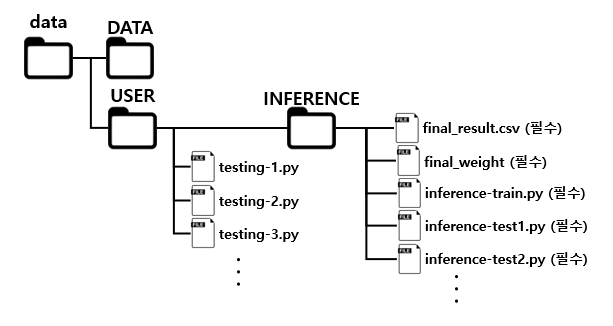 data
DATA
USER
INFERENCE
FILE
testing-1.py
FILE
testing-2.py
FILE
testing-3.py
FILE
final_result.csv (필수)
FILE
final_weight (필수)
FILE
inference-train.py (필수)
FILE
inference-test1.py (필수)
FILE
inference-test2.py (필수)